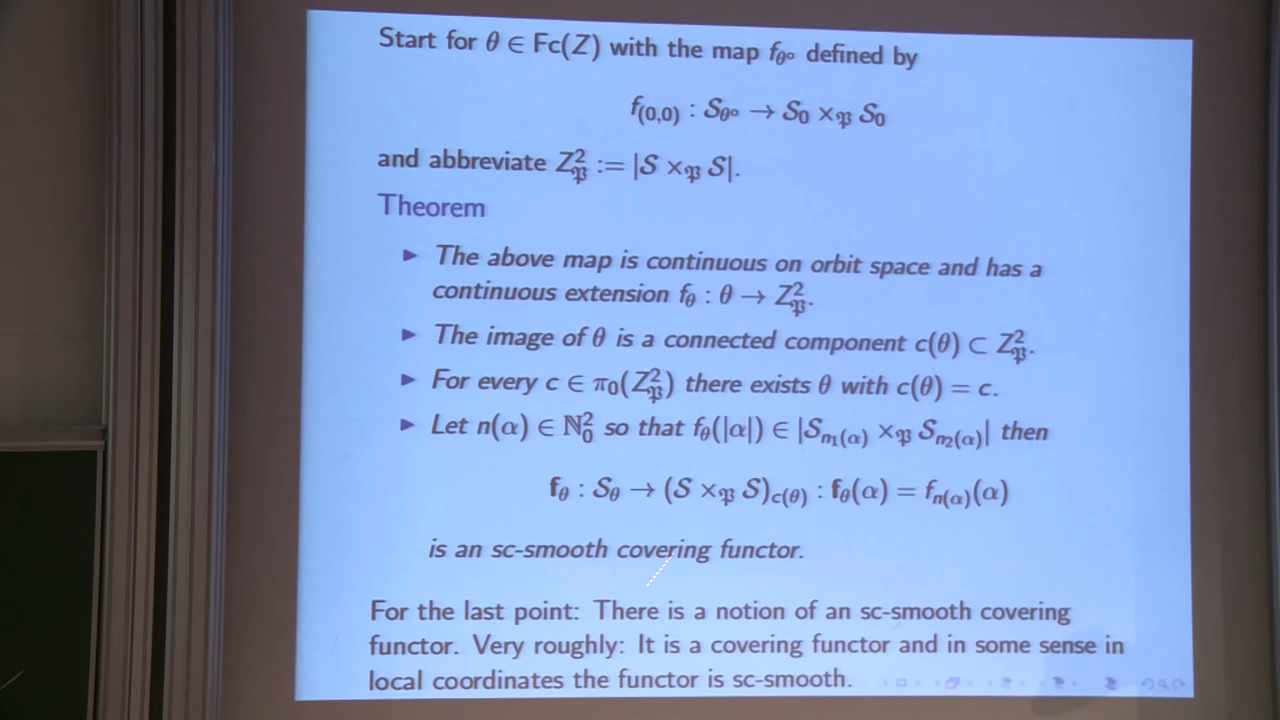 Start for θ ∈ Fc(Z) with the map f_{θ°} defined by
f_{(0,0)} : S_{θ°} → S_0 ×_𝔓 S_0
and abbreviate Z²_𝔓 := |S ×_𝔓 S|.
Theorem
▶ The above map is continuous on orbit space and has a
continuous extension f_θ : θ → Z²_𝔓.
▶ The image of θ is a connected component c(θ) ⊂ Z²_𝔓.
▶ For every c ∈ π_0(Z²_𝔓) there exists θ with c(θ) = c.
▶ Let n(α) ∈ ℕ²_0 so that f_θ(|α|) ∈ |S_{n_1(α)} ×_𝔓 S_{n_2(α)}| then
𝐟_θ : S_θ → (S ×_𝔓 S)_{c(θ)} : 𝐟_θ(α) = f_{n(α)}(α)
is an sc-smooth covering functor.
For the last point: There is a notion of an sc-smooth covering
functor. Very roughly: It is a covering functor and in some sense in
local coordinates the functor is sc-smooth.